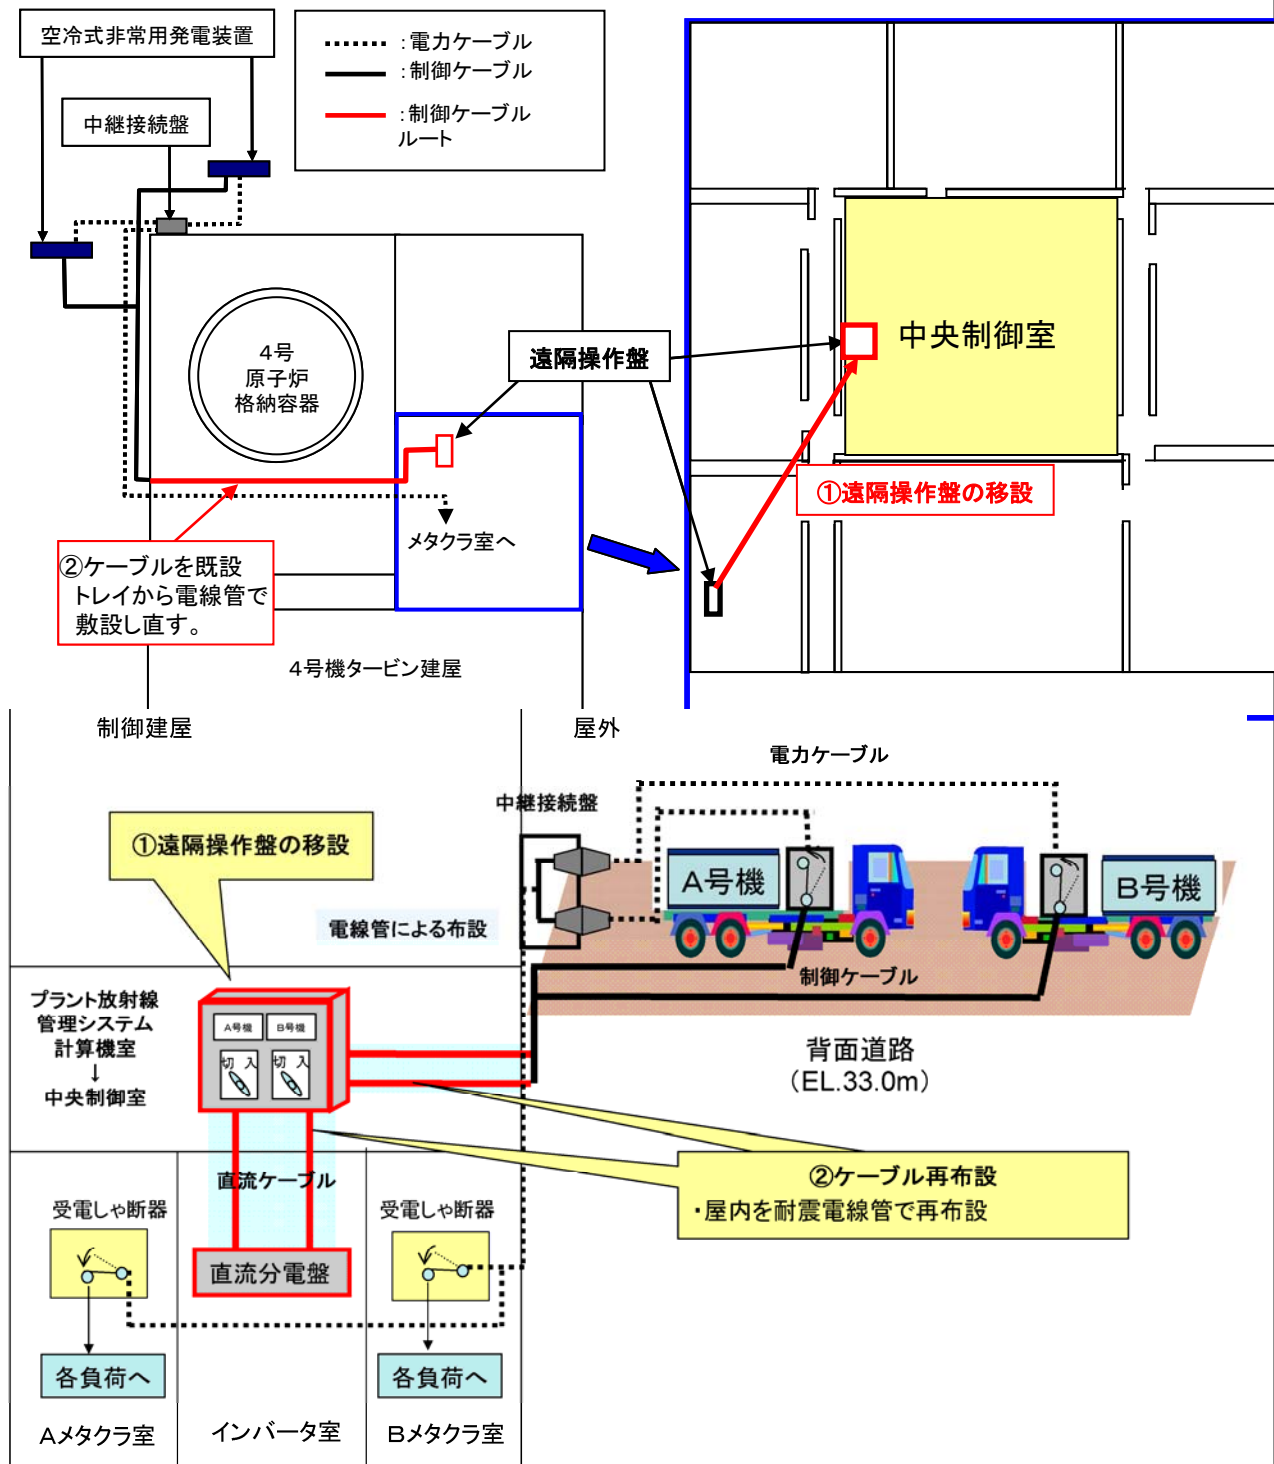 空冷式非常用発電装置
中継接続盤
:電力ケーブル
:制御ケーブル
:制御ケーブル
ルート
4号
原子炉
格納容器
遠隔操作盤
中央制御室
①遠隔操作盤の移設
メタクラ室へ
②ケーブルを既設
トレイから電線管で
敷設し直す。
4号機タービン建屋
制御建屋
屋外
電力ケーブル
中継接続盤
①遠隔操作盤の移設
A号機
B号機
電線管による布設
制御ケーブル
プラント放射線
管理システム
計算機室
↓
中央制御室
A号機
B号機
切 入
切 入
背面道路
(EL.33.0m)
直流ケーブル
②ケーブル再布設
・屋内を耐震電線管で再布設
受電しゃ断器
受電しゃ断器
直流分電盤
各負荷へ
各負荷へ
Aメタクラ室
インバータ室
Bメタクラ室